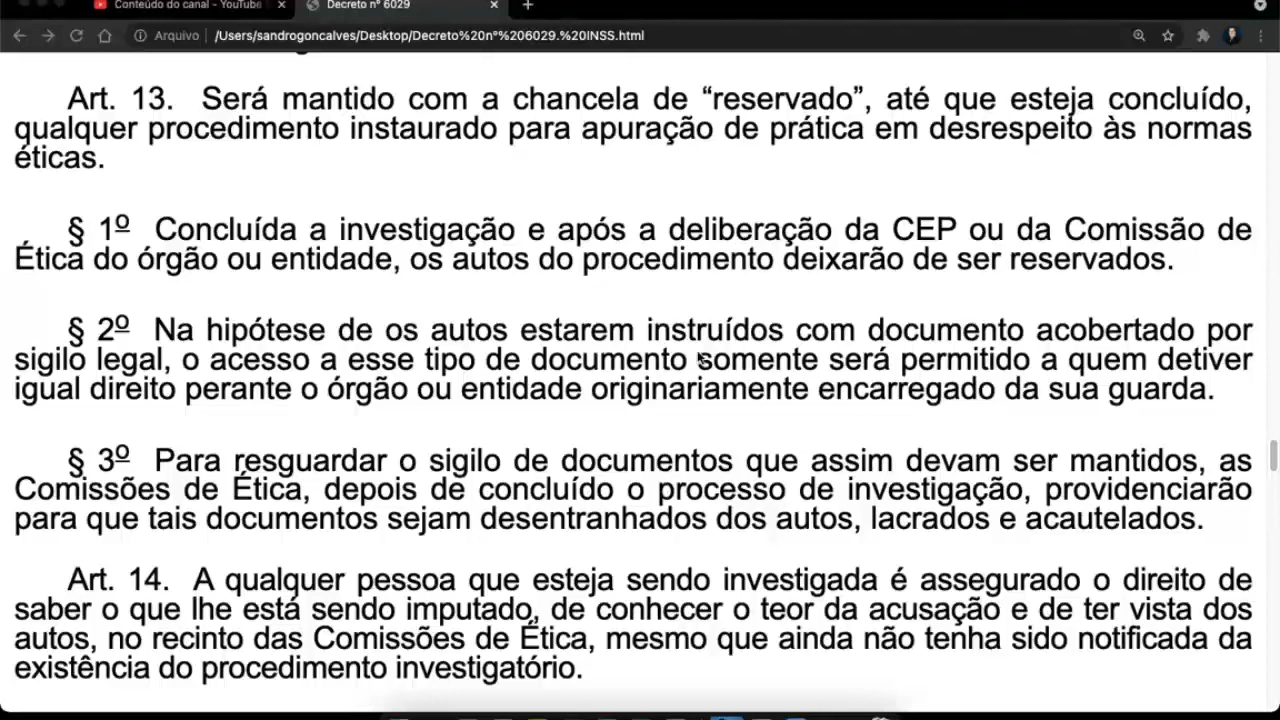 Conteúdo do canal - YouTube
Decreto nº 6029
Arquivo
/Users/sandrogoncalves/Desktop/Decreto%20n°%206029.%20INSS.html
Art. 13. Será mantido com a chancela de “reservado”, até que esteja concluído,
qualquer procedimento instaurado para apuração de prática em desrespeito às normas
éticas.
§ 1º Concluída a investigação e após a deliberação da CEP ou da Comissão de
Ética do órgão ou entidade, os autos do procedimento deixarão de ser reservados.
§ 2º Na hipótese de os autos estarem instruídos com documento acobertado por
sigilo legal, o acesso a esse tipo de documento somente será permitido a quem detiver
igual direito perante o órgão ou entidade originariamente encarregado da sua guarda.
§ 3º Para resguardar o sigilo de documentos que assim devam ser mantidos, as
Comissões de Ética, depois de concluído o processo de investigação, providenciarão
para que tais documentos sejam desentranhados dos autos, lacrados e acautelados.
Art. 14. A qualquer pessoa que esteja sendo investigada é assegurado o direito de
saber o que lhe está sendo imputado, de conhecer o teor da acusação e de ter vista dos
autos, no recinto das Comissões de Ética, mesmo que ainda não tenha sido notificada da
existência do procedimento investigatório.